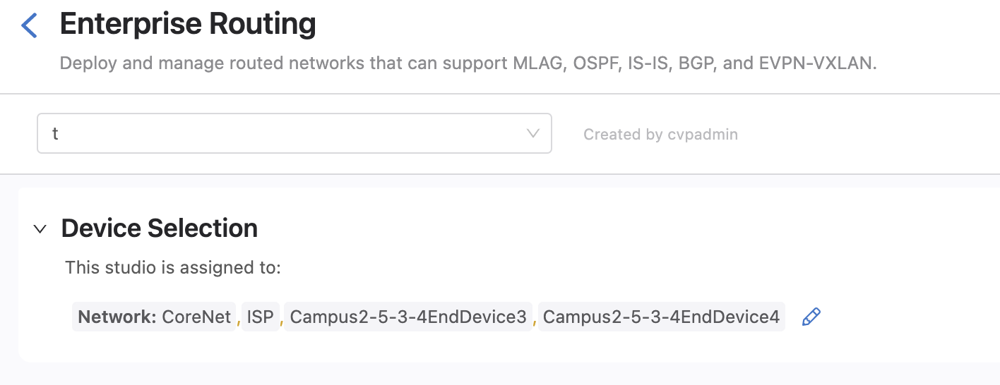 Enterprise Routing
Deploy and manage routed networks that can support MLAG, OSPF, IS-IS, BGP, and EVPN-VXLAN.
t
Created by cvpadmin
Device Selection
This studio is assigned to:
Network: CoreNet, ISP, Campus2-5-3-4EndDevice3, Campus2-5-3-4EndDevice4